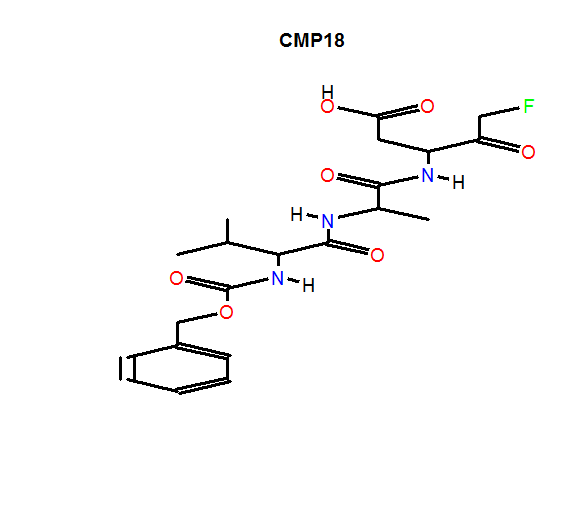 CMP18
H
O O F
O N H O
H N
O
O N H
O